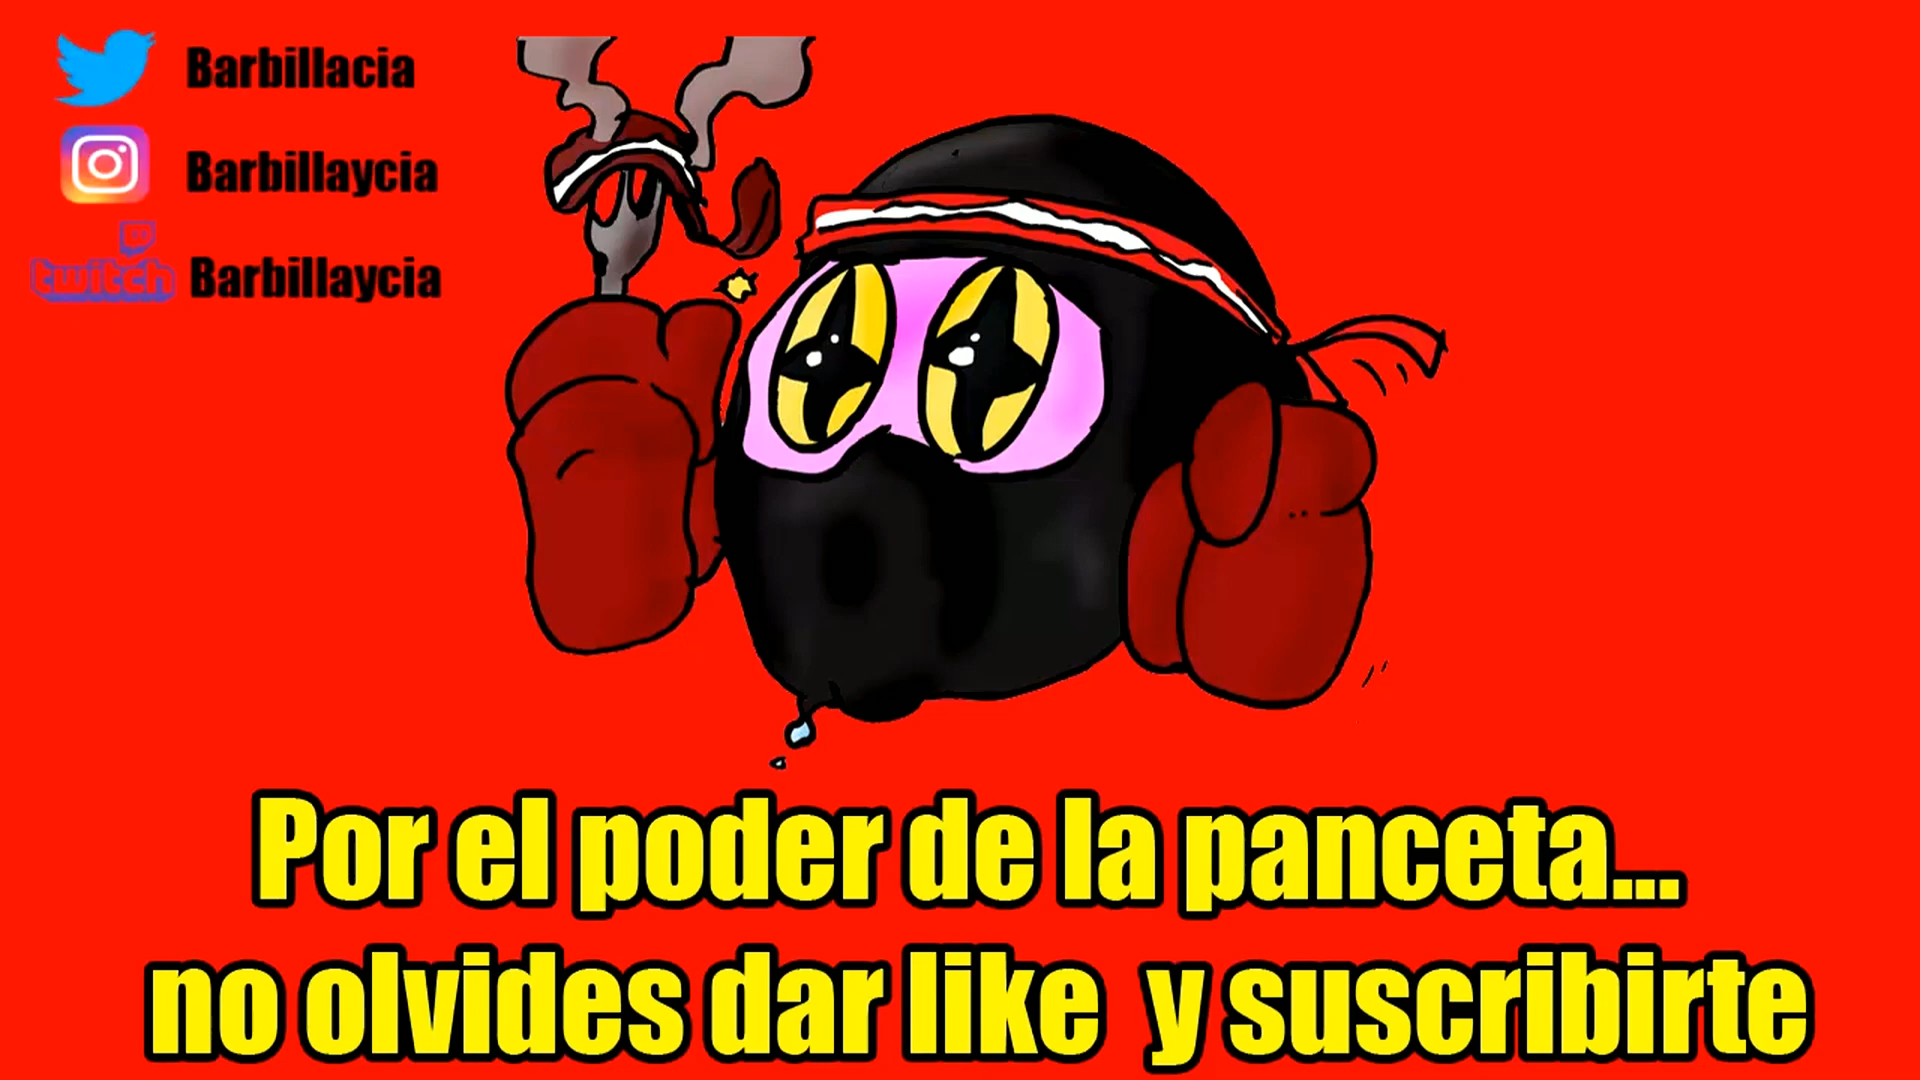 Barbillacia
Barbillaycia
twitch Barbillaycia
Por el poder de la panceta...
no olvides dar like y suscribirte